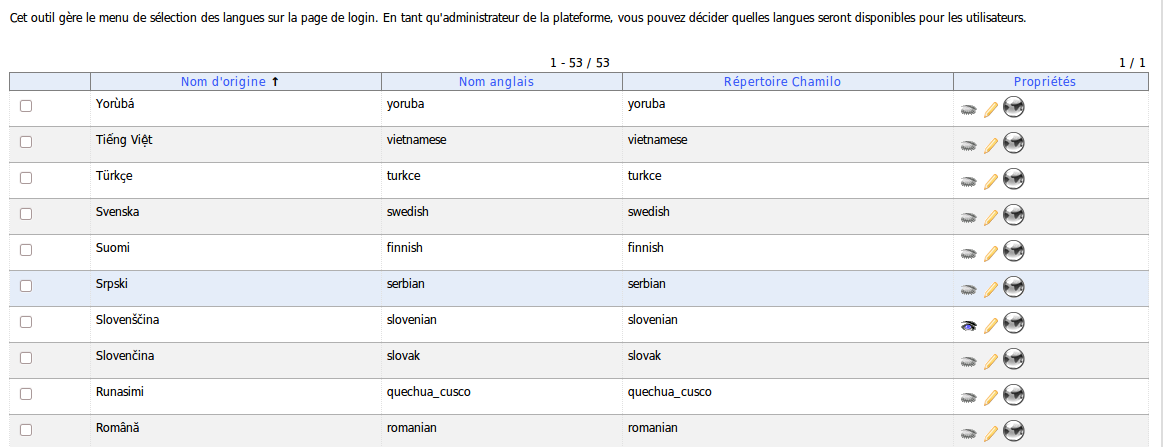 Cet outil gère le menu de sélection des langues sur la page de login. En tant qu'administrateur de la plateforme, vous pouvez décider quelles langues seront disponibles pour les utilisateurs.
1 - 53 / 53 1 / 1
Nom d'origine ↑ Nom anglais Répertoire Chamilo Propriétés
Yorùbá yoruba yoruba
Tiếng Việt vietnamese vietnamese
Türkçe turkce turkce
Svenska swedish swedish
Suomi finnish finnish
Srpski serbian serbian
Slovenščina slovenian slovenian
Slovenčina slovak slovak
Runasimi quechua_cusco quechua_cusco
Română romanian romanian